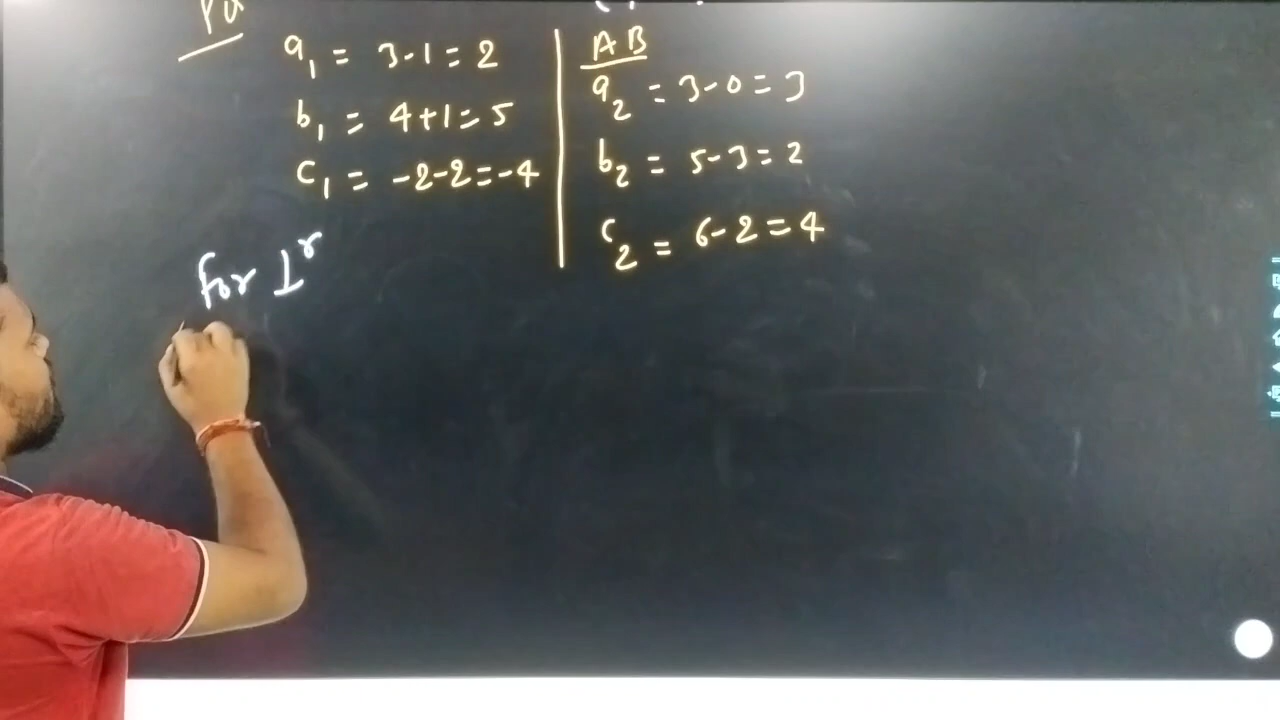 a₁ = 3-1 = 2
b₁ = 4+1 = 5
c₁ = -2-2 = -4
AB
a₂ = 3-0 = 3
b₂ = 5-3 = 2
c₂ = 6-2 = 4
for ⊥ʳ